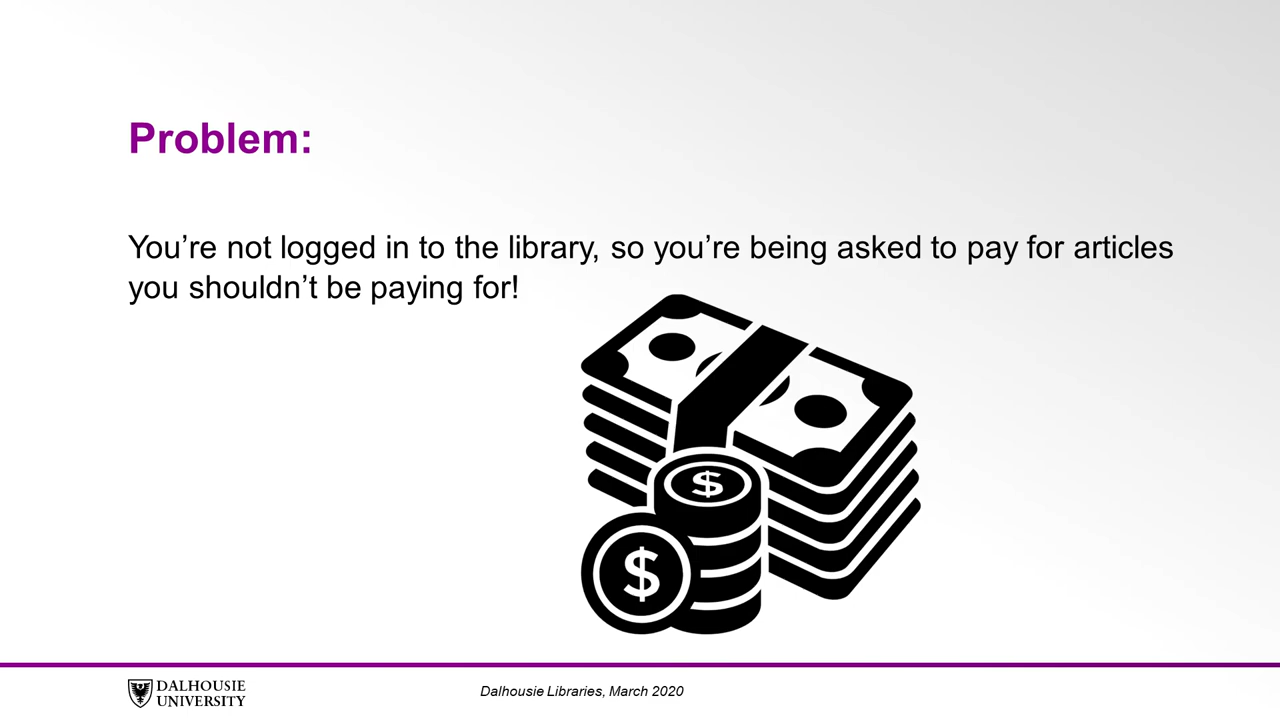 Problem:
You’re not logged in to the library, so you’re being asked to pay for articles
you shouldn’t be paying for!
$
$
DALHOUSIE
UNIVERSITY
Dalhousie Libraries, March 2020